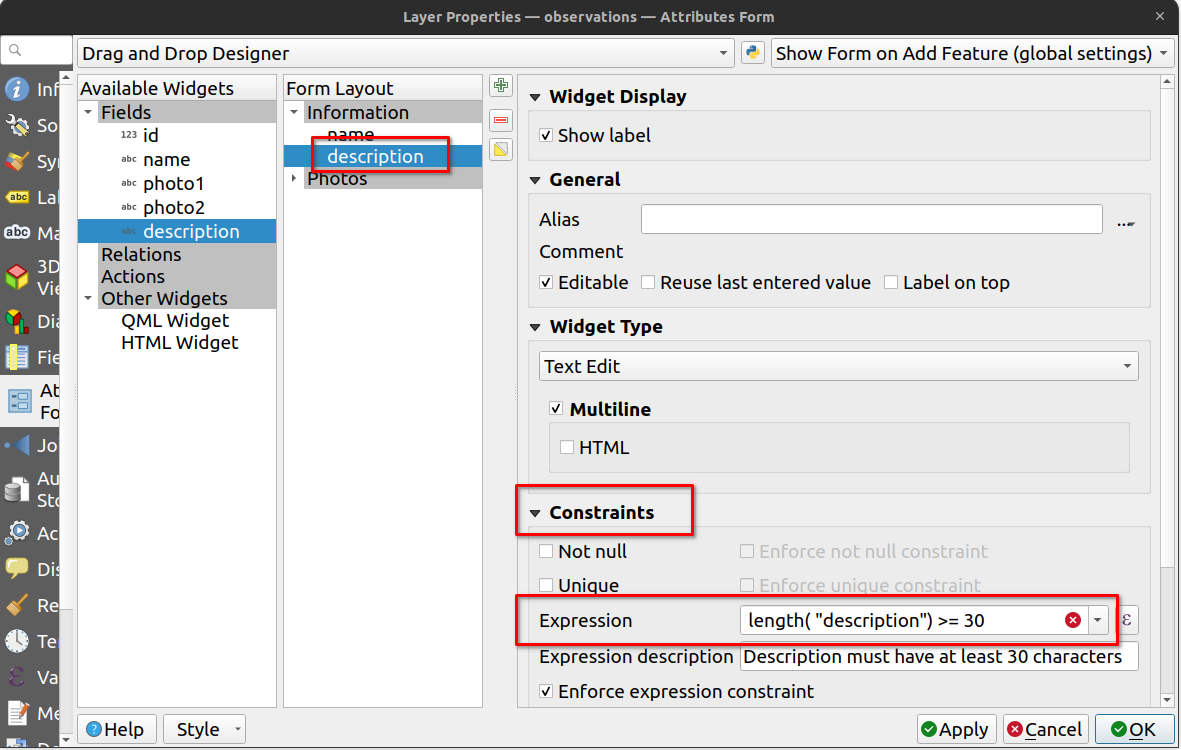 Layer Properties — observations — Attributes Form
Drag and Drop Designer
Show Form on Add Feature (global settings)
Available Widgets
Fields
123 id
abc name
abc photo1
abc photo2
abc description
Relations
Actions
Other Widgets
QML Widget
HTML Widget
Form Layout
Information
name
description
Photos
Widget Display
Show label
General
Alias
...
Comment
Editable
Reuse last entered value
Label on top
Widget Type
Text Edit
Multiline
HTML
Constraints
Not null
Enforce not null constraint
Unique
Enforce unique constraint
Expression
length( "description") >= 30
ε
Expression description
Description must have at least 30 characters
Enforce expression constraint
Inf
So
Sy
abc La
abc Ma
3D
Vie
Dia
Fie
At
Fo
Jo
Au
Sto
Ac
Dis
Re
Te
ε Va
Me
Help
Style
Apply
Cancel
OK